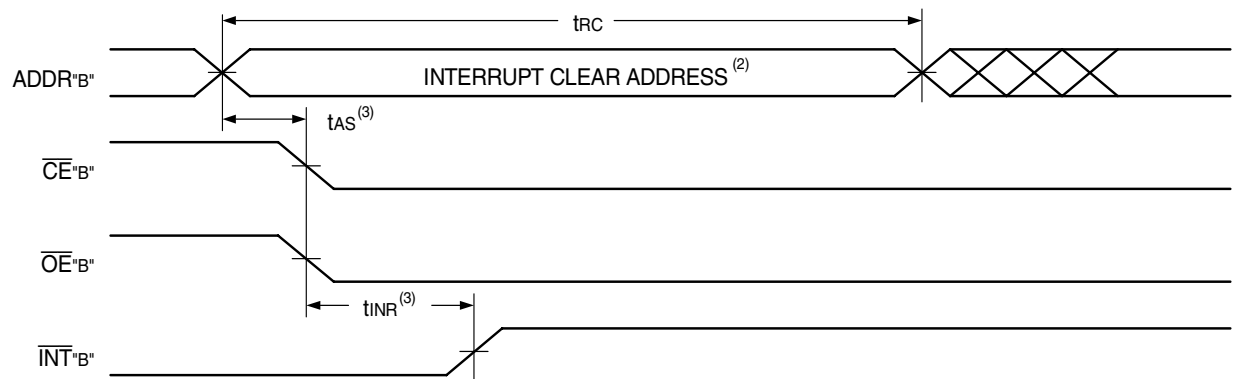 tRC
ADDR"B"
INTERRUPT CLEAR ADDRESS (2)
tAS(3)
CE"B"
OE"B"
tINR(3)
INT"B"